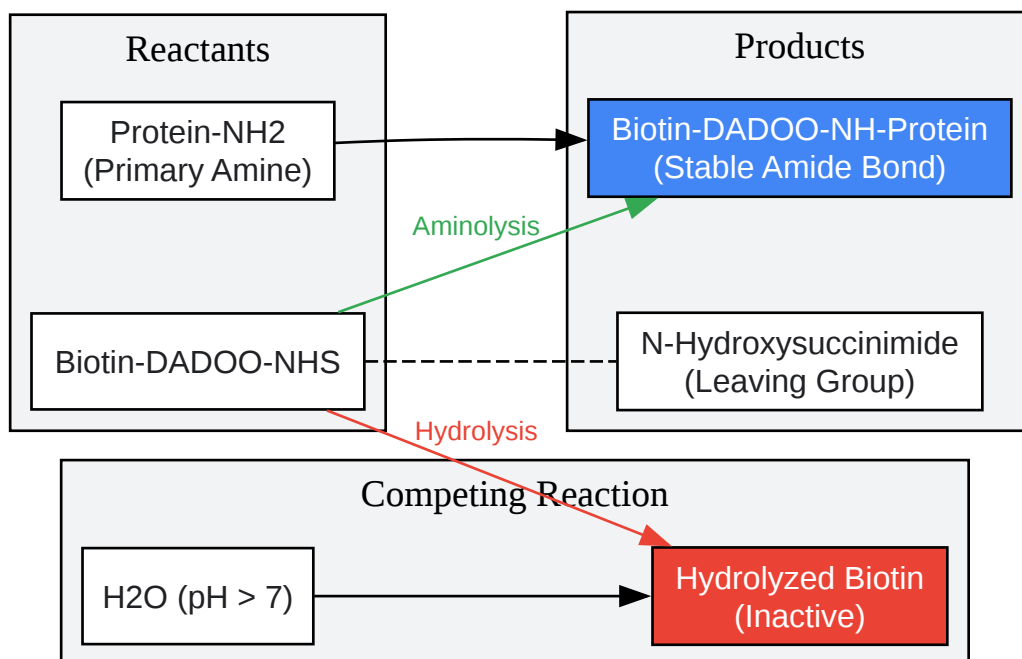 Reactants
Protein-NH2
(Primary Amine)
Biotin-DADOO-NHS
Products
Biotin-DADOO-NH-Protein
(Stable Amide Bond)
N-Hydroxysuccinimide
(Leaving Group)
Aminolysis
Hydrolysis
Competing Reaction
H2O (pH > 7)
Hydrolyzed Biotin
(Inactive)